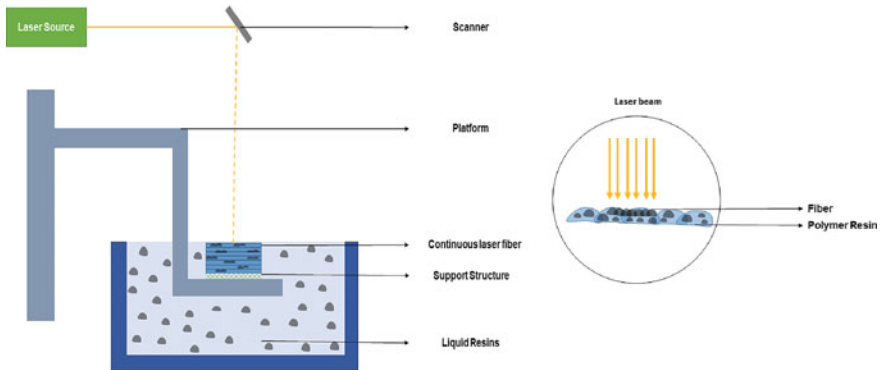 Laser Source
Scanner
Platform
Continuous laser fiber
Support Structure
Liquid Resins
Laser beam
Fiber
Polymer Resin